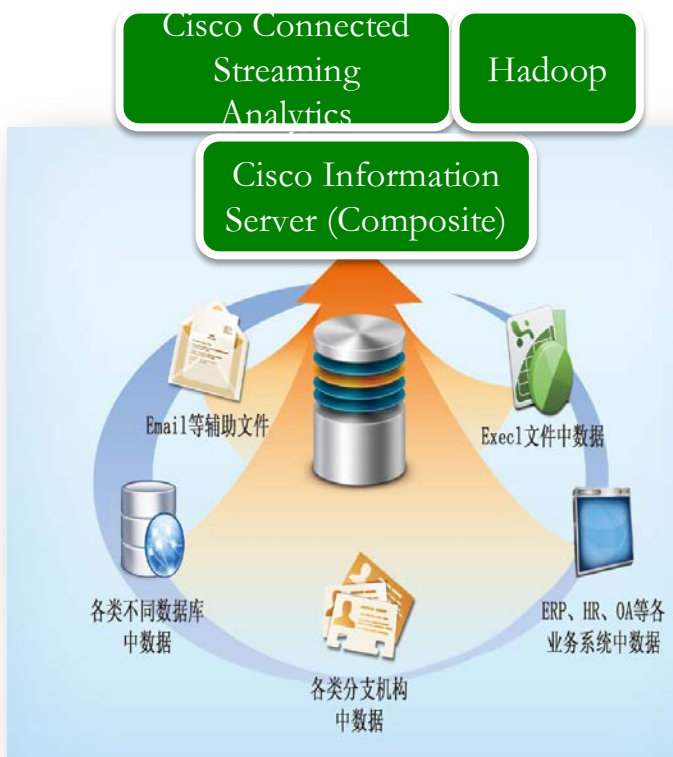 Cisco Connected
Streaming
Analytics
Hadoop
Cisco Information
Server (Composite)
Email等辅助文件
Execl文件中数据
各类不同数据库
中数据
ERP、HR、OA等各
业务系统中数据
各类分支机构
中数据